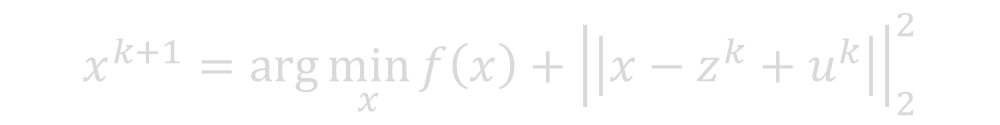 x^{k+1} = arg min_x f(x) + ||x − z^k + u^k||_2^2